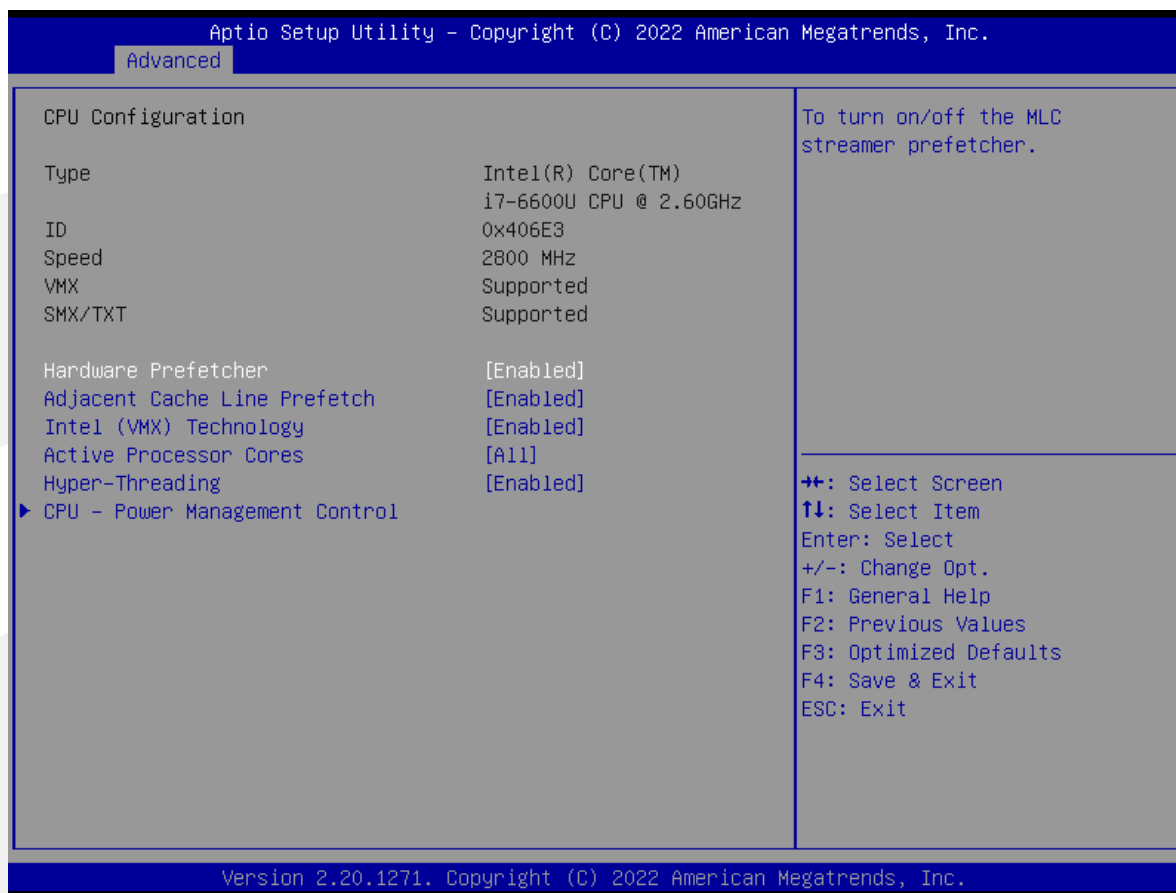 Aptio Setup Utility – Copyright (C) 2022 American Megatrends, Inc.
Advanced
CPU Configuration
Type Intel(R) Core(TM)
i7-6600U CPU @ 2.60GHz
ID 0x406E3
Speed 2800 MHz
VMX Supported
SMX/TXT Supported
Hardware Prefetcher [Enabled]
Adjacent Cache Line Prefetch [Enabled]
Intel (VMX) Technology [Enabled]
Active Processor Cores [All]
Hyper-Threading [Enabled]
► CPU – Power Management Control
To turn on/off the MLC
streamer prefetcher.
→←: Select Screen
↑↓: Select Item
Enter: Select
+/-: Change Opt.
F1: General Help
F2: Previous Values
F3: Optimized Defaults
F4: Save & Exit
ESC: Exit
Version 2.20.1271. Copyright (C) 2022 American Megatrends, Inc.